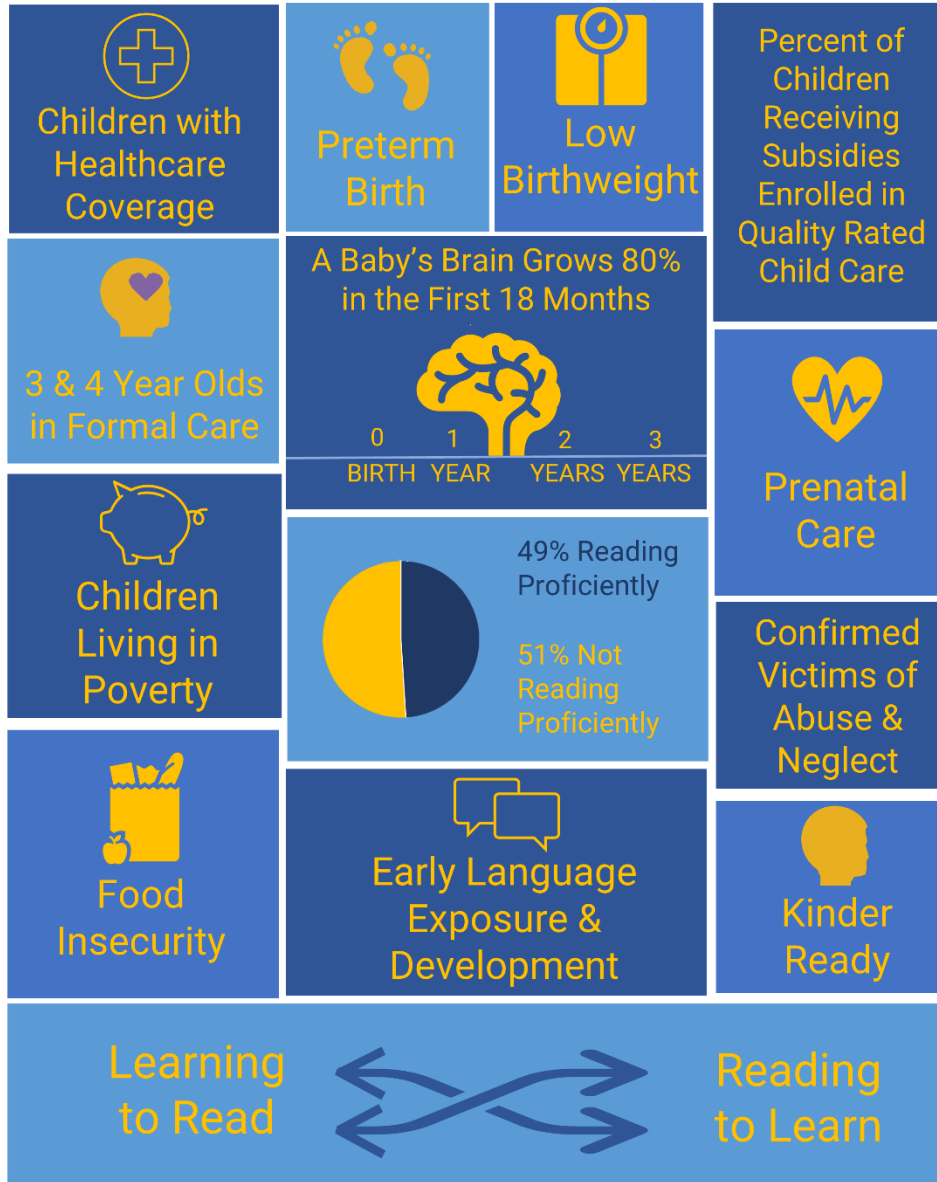 Children with
Healthcare
Coverage
Preterm
Birth
Low
Birthweight
Percent of
Children
Receiving
Subsidies
Enrolled in
Quality Rated
Child Care
3 & 4 Year Olds
in Formal Care
A Baby's Brain Grows 80%
in the First 18 Months
0 1 2 3
BIRTH YEAR YEARS YEARS
Prenatal
Care
Children
Living in
Poverty
49% Reading
Proficiently
51% Not
Reading
Proficiently
Confirmed
Victims of
Abuse &
Neglect
Food
Insecurity
Early Language
Exposure &
Development
Kinder
Ready
Learning
to Read
Reading
to Learn